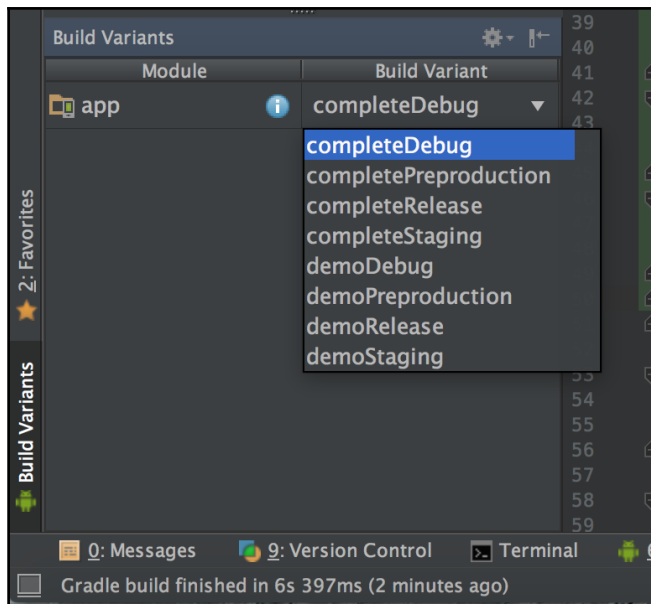 Build Variants
Module Build Variant
app completeDebug
completeDebug
completePreproduction
completeRelease
completeStaging
demoDebug
demoPreproduction
demoRelease
demoStaging
2: Favorites
Build Variants
39
40
41
42
43
53
54
55
56
57
58
59
0: Messages 9: Version Control Terminal
Gradle build finished in 6s 397ms (2 minutes ago)